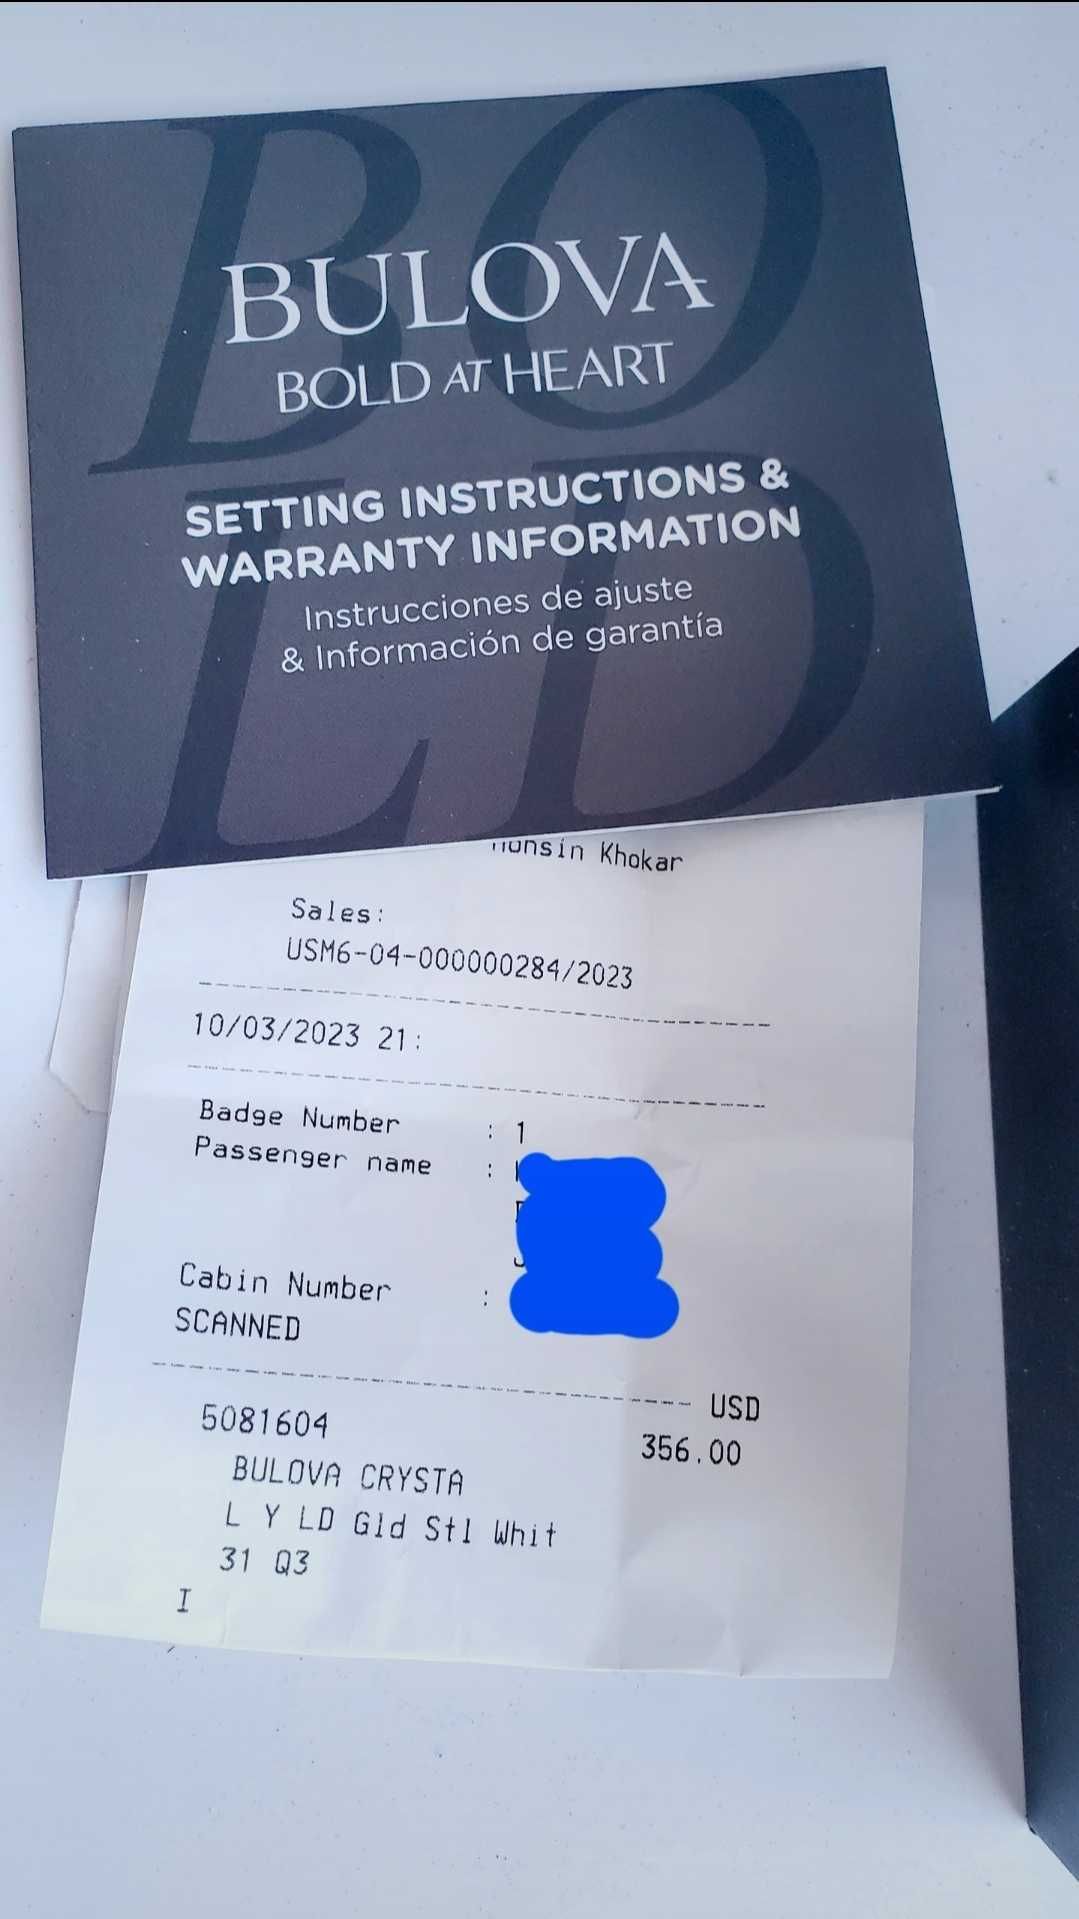 BULOVA
BOLD AT HEART
SETTING INSTRUCTIONS &
WARRANTY INFORMATION
Instrucciones de ajuste
& Información de garantía
Khokar
Sales:
USM6-04-000000284/2023
10/03/2023 21:
Badge Number : 1
Passenger name :
Cabin Number :
SCANNED
USD
5081604 356.00
BULOVA CRYSTA
L Y LD Gld Stl Whit
31 Q3
I
BO
LD